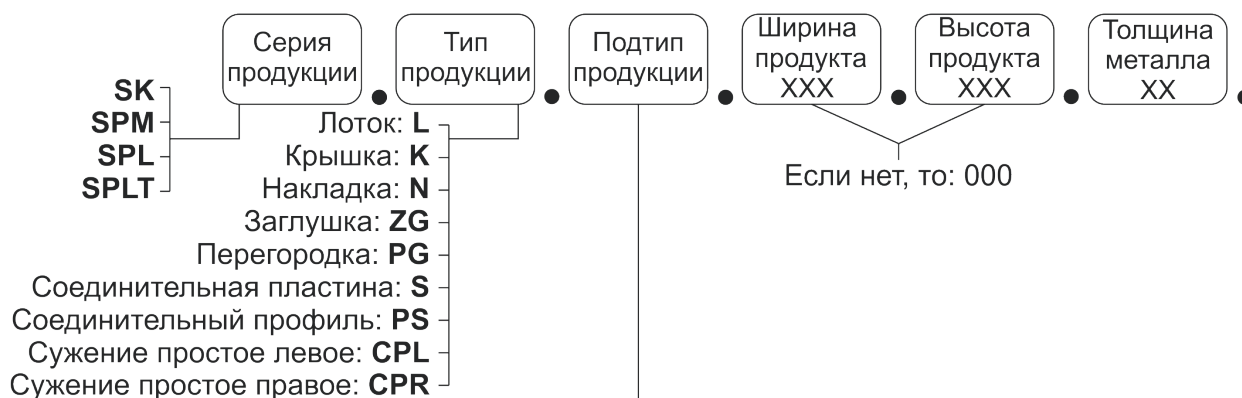 Серия
продукции
Тип
продукции
Подтип
продукции
Ширина
продукта
XXX
Высота
продукта
XXX
Толщина
металла
XX
SK
SPM
SPL
SPLT
Лоток: L
Крышка: K
Накладка: N
Заглушка: ZG
Перегородка: PG
Соединительная пластина: S
Соединительный профиль: PS
Сужение простое левое: CPL
Сужение простое правое: CPR
Если нет, то: 000